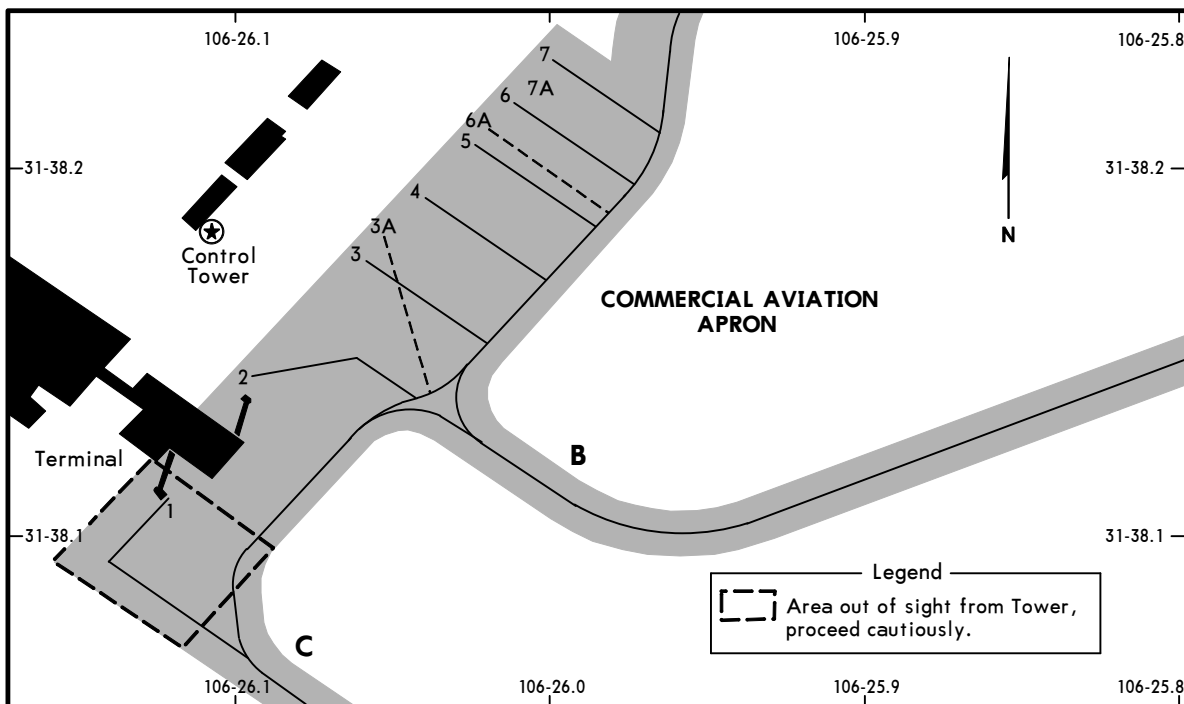 106-26.1
106-25.9
106-25.8
7
7A
6
6A
5
31-38.2
31-38.2
4
3A
3
Control
Tower
N
COMMERCIAL AVIATION
APRON
2
Terminal
B
1
31-38.1
31-38.1
Legend
Area out of sight from Tower,
proceed cautiously.
C
106-26.1
106-26.0
106-25.9
106-25.8